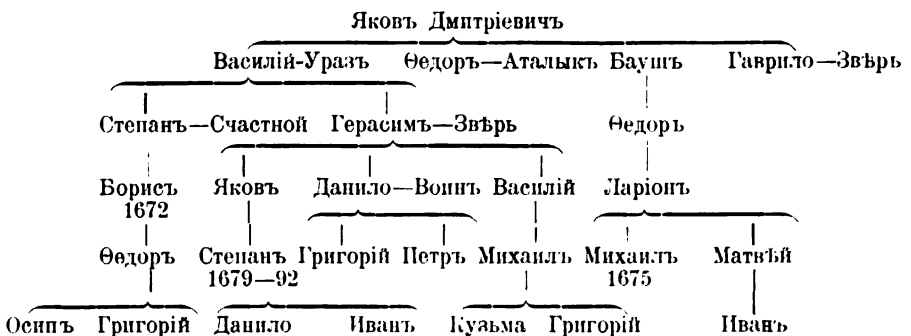 Яковъ Дмитріевичъ
Василій-Уразъ Ѳедоръ—Аталыкъ Баушъ Гаврило—Звѣрь
Степанъ—Счастной Герасимъ—Звѣрь Ѳедоръ
Борисъ Яковъ Данило—Воинъ Василій Ларіонъ
1672
Ѳедоръ Степанъ Григорій Петръ Михаилъ Михаилъ Матвѣй
1679—92 1675
Осипъ Григорій Данило Иванъ Кузьма Григорій Иванъ